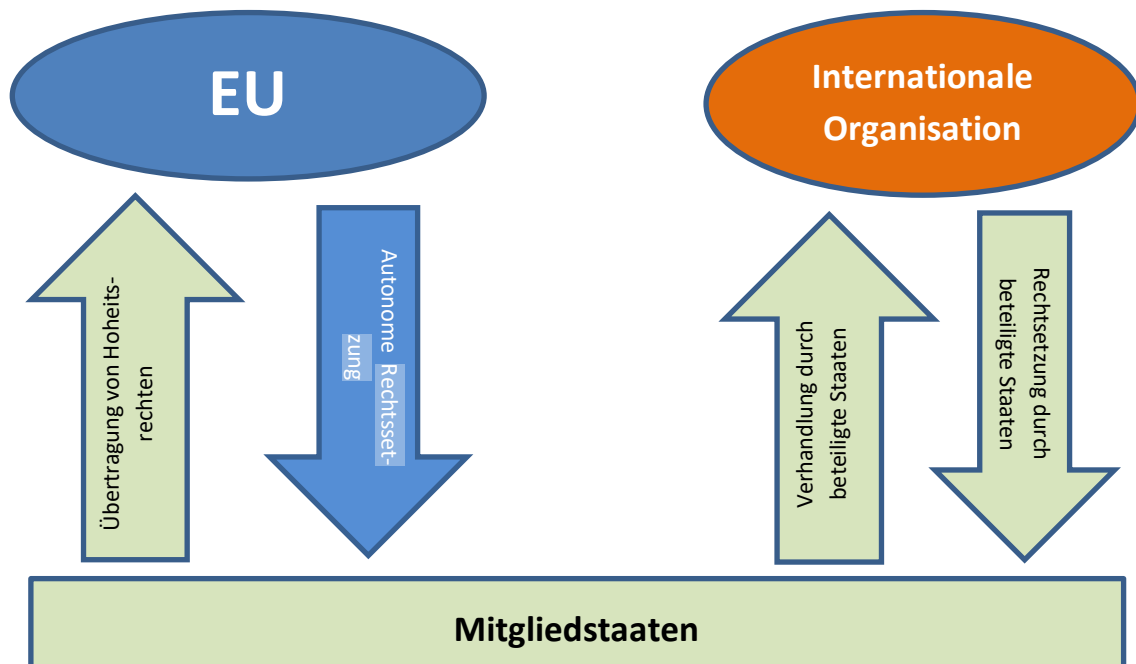 EU
Internationale
Organisation
Übertragung von Hoheits-
rechten
Autonome Rechtsset-
zung
Verhandlung durch
beteiligte Staaten
Rechtsetzung durch
beteiligte Staaten
Mitgliedstaaten